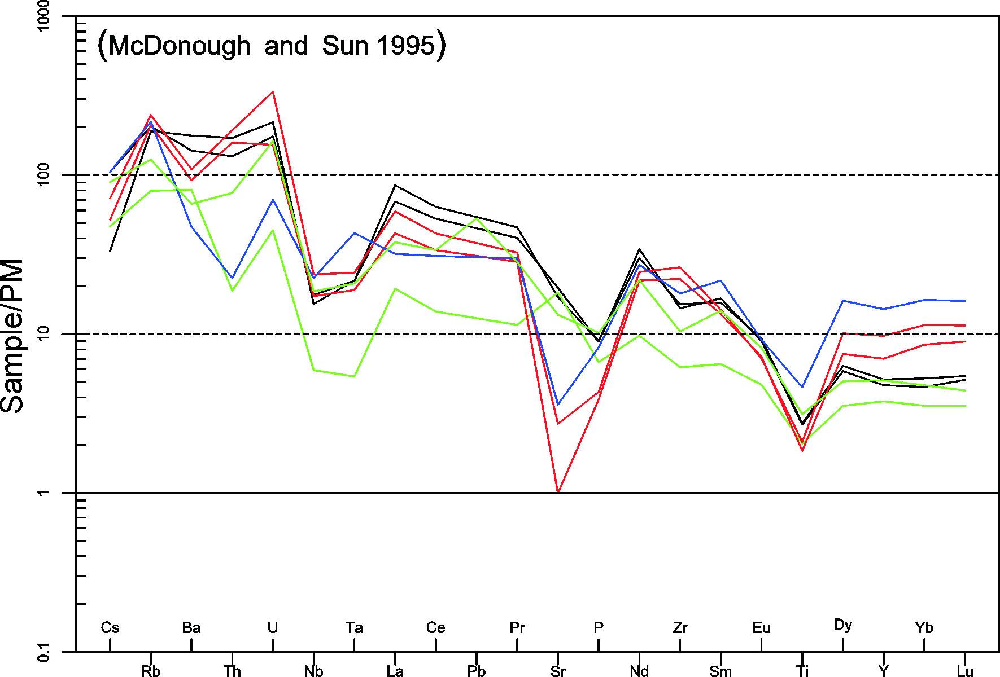 (McDonough and Sun 1995)
Sample/PM
1000
100
10
1
0.1
Cs Ba U Ta Ce Pr P Zr Eu Dy Yb
Rb Th Nb La Pb Sr Nd Sm Ti Y Lu